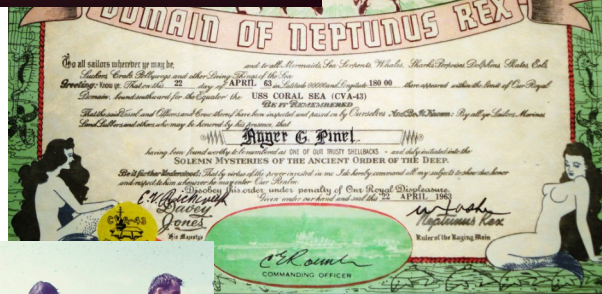 DOMAIN OF NEPTUNUS REX
To all sailors wherever ye may be, and to all Mermaids, Sea Serpents, Whales, Sharks, Porpoises, Dolphins, Skates, Eels,
Suckers, Crabs, Pollywogs and other Living Things of the Sea
Greeting: Know ye: That on this 22 day of APRIL 63 in Latitude 00000 and Longitude 180 00 there appeared within the limits of Our Royal
Domain bound southward for the Equator the USS CORAL SEA (CVA-43)
BE IT REMEMBERED
That the said Vessel and Officers and Crew thereof have been inspected and passed on by Ourselves And Be It Known: By all ye Sailors, Marines,
Land Lubbers and others who may be honored by his presence, that
Roger G. Pinel
having been found worthy to be numbered as ONE OF OUR TRUSTY SHELLBACKS and duly initiated into the
SOLEMN MYSTERIES OF THE ANCIENT ORDER OF THE DEEP.
Be it further Understood: That by virtue of the power invested in me I do hereby command all my subjects to show due honor
and respect to him wherever he may enter Our Realm.
Disobey this order under penalty of Our Royal Displeasure.
Given under our hand and seal this 22 APRIL 1963
Davey
Jones
His Majesty's
CVA-43
Neptunus Rex
Ruler of the Raging Main
COMMANDING OFFICER